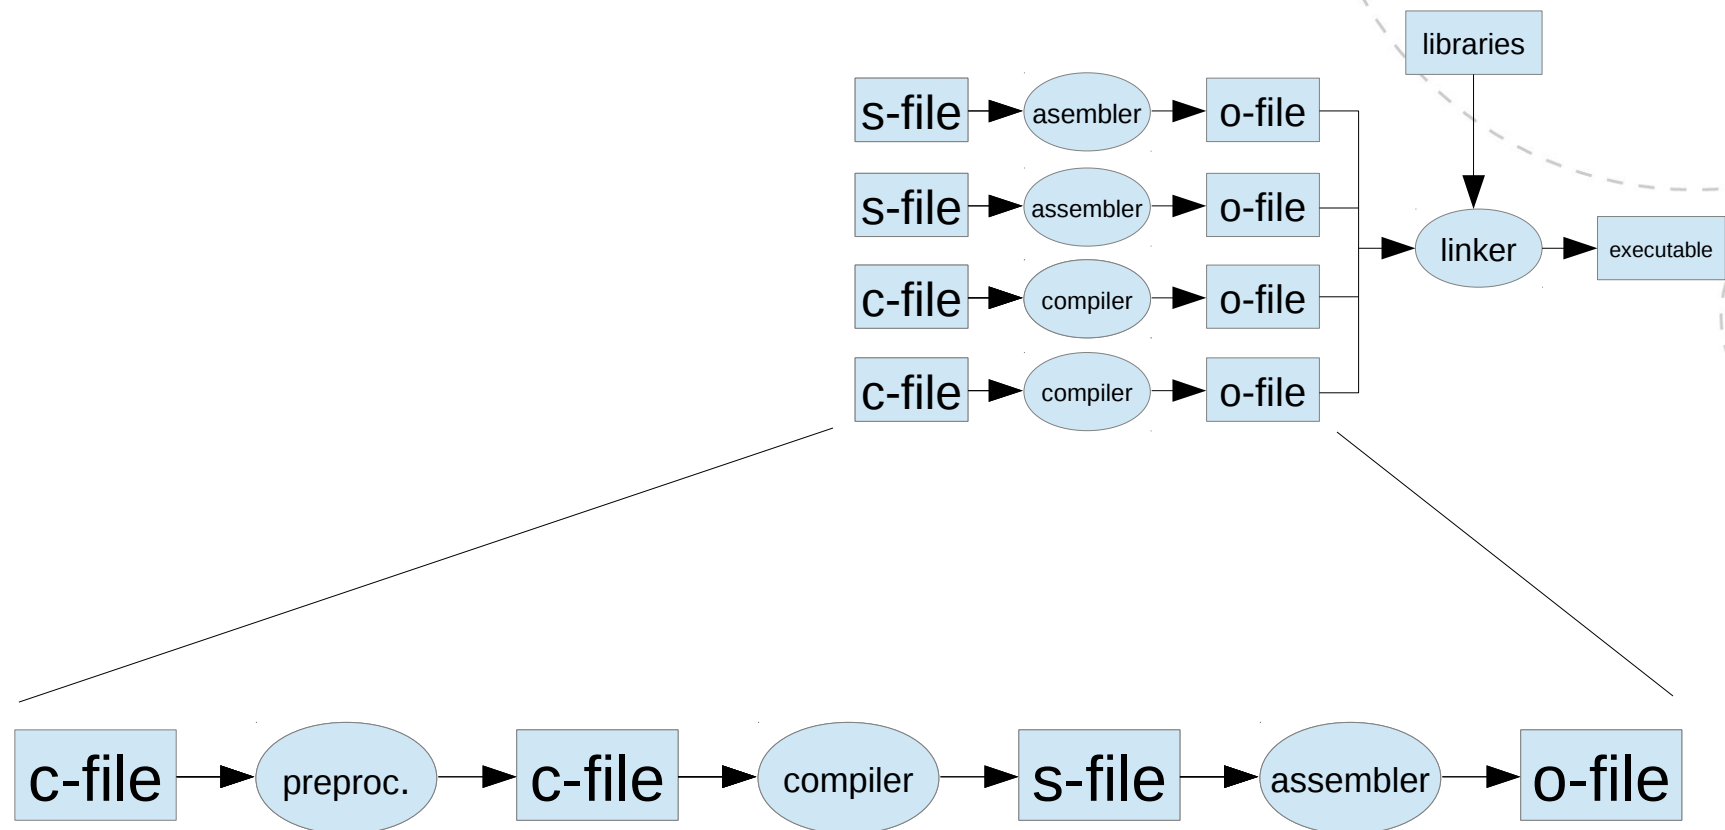 libraries
s-file asembler o-file
s-file assembler o-file
linker executable
c-file compiler o-file
c-file compiler o-file
c-file preproc. c-file compiler s-file assembler o-file